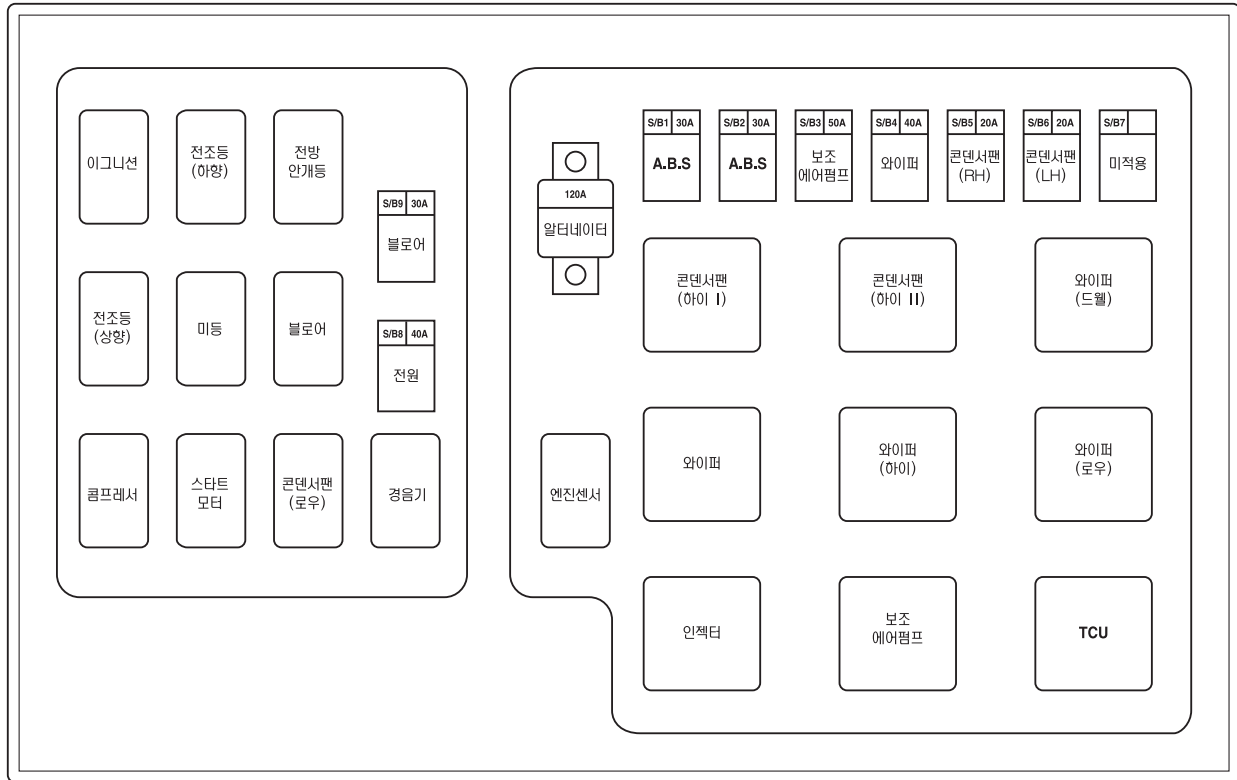 이그니션
전조등
(하향)
전방
안개등
S/B9 30A
블로어
전조등
(상향)
미등
블로어
S/B8 40A
전원
콤프레서
스타트
모터
콘덴서팬
(로우)
경음기
120A
알터네이터
S/B1 30A
A.B.S
S/B2 30A
A.B.S
S/B3 50A
보조
에어펌프
S/B4 40A
와이퍼
S/B5 20A
콘덴서팬
(RH)
S/B6 20A
콘덴서팬
(LH)
S/B7
미적용
콘덴서팬
(하이 I)
콘덴서팬
(하이 II)
와이퍼
(드웰)
엔진센서
와이퍼
와이퍼
(하이)
와이퍼
(로우)
인젝터
보조
에어펌프
TCU